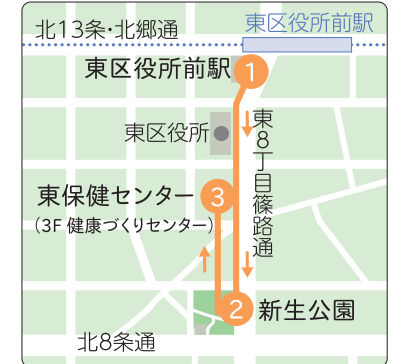 北13条・北郷通
東区役所前駅
東区役所前駅 1
東区役所
東8丁目篠路通
東保健センター 3
(3F 健康づくりセンター)
2 新生公園
北8条通